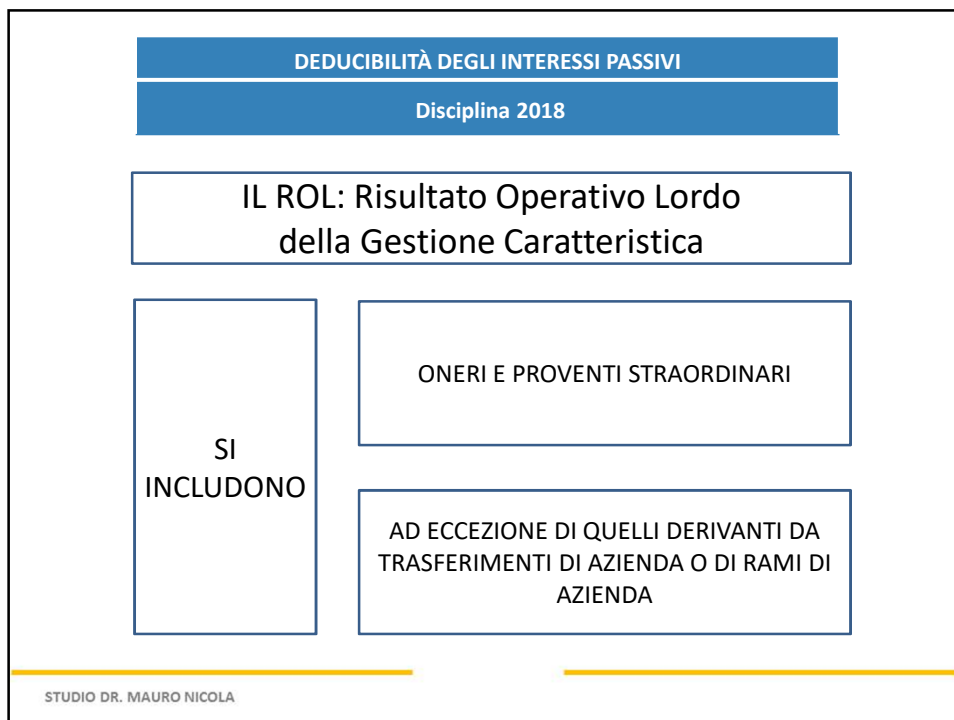 DEDUCIBILITÀ DEGLI INTERESSI PASSIVI
Disciplina 2018
IL ROL: Risultato Operativo Lordo
della Gestione Caratteristica
SI
INCLUDONO
ONERI E PROVENTI STRAORDINARI
AD ECCEZIONE DI QUELLI DERIVANTI DA
TRASFERIMENTI DI AZIENDA O DI RAMI DI
AZIENDA
STUDIO DR. MAURO NICOLA